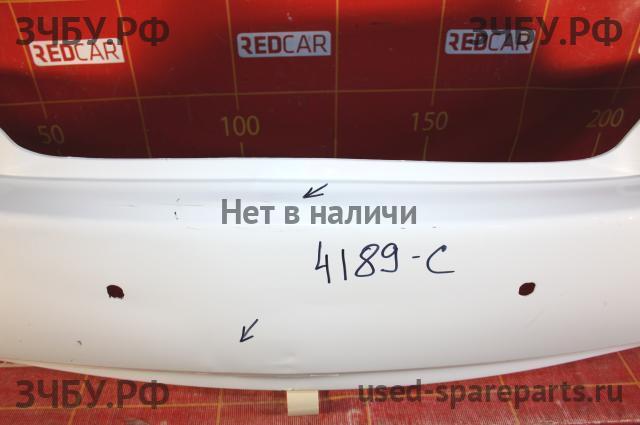 ЗЧБУ.РФ
ЗЧБУ.РФ
REDCAR
REDCAR
REDCAR
50
100
150
200
Нет в наличи
4189-С
ЗЧБУ.РФ
used-spareparts.ru